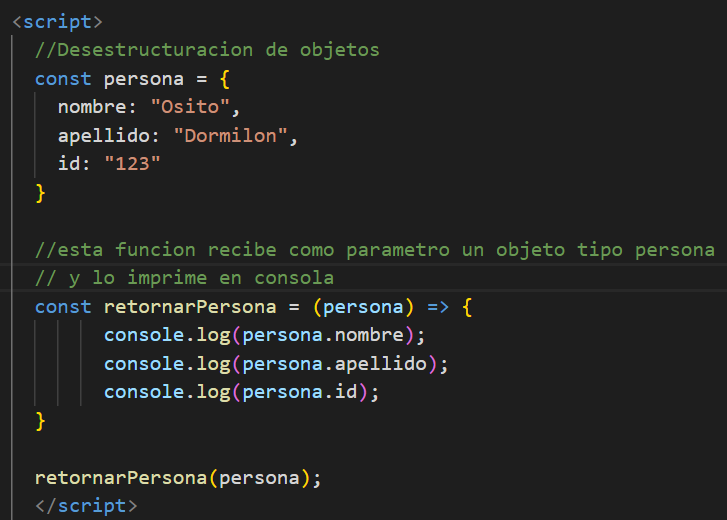 <script>
//Desestructuracion de objetos
const persona = {
nombre: "Osito",
apellido: "Dormilon",
id: "123"
}
//esta funcion recibe como parametro un objeto tipo persona
// y lo imprime en consola
const retornarPersona = (persona) => {
console.log(persona.nombre);
console.log(persona.apellido);
console.log(persona.id);
}
retornarPersona(persona);
</script>